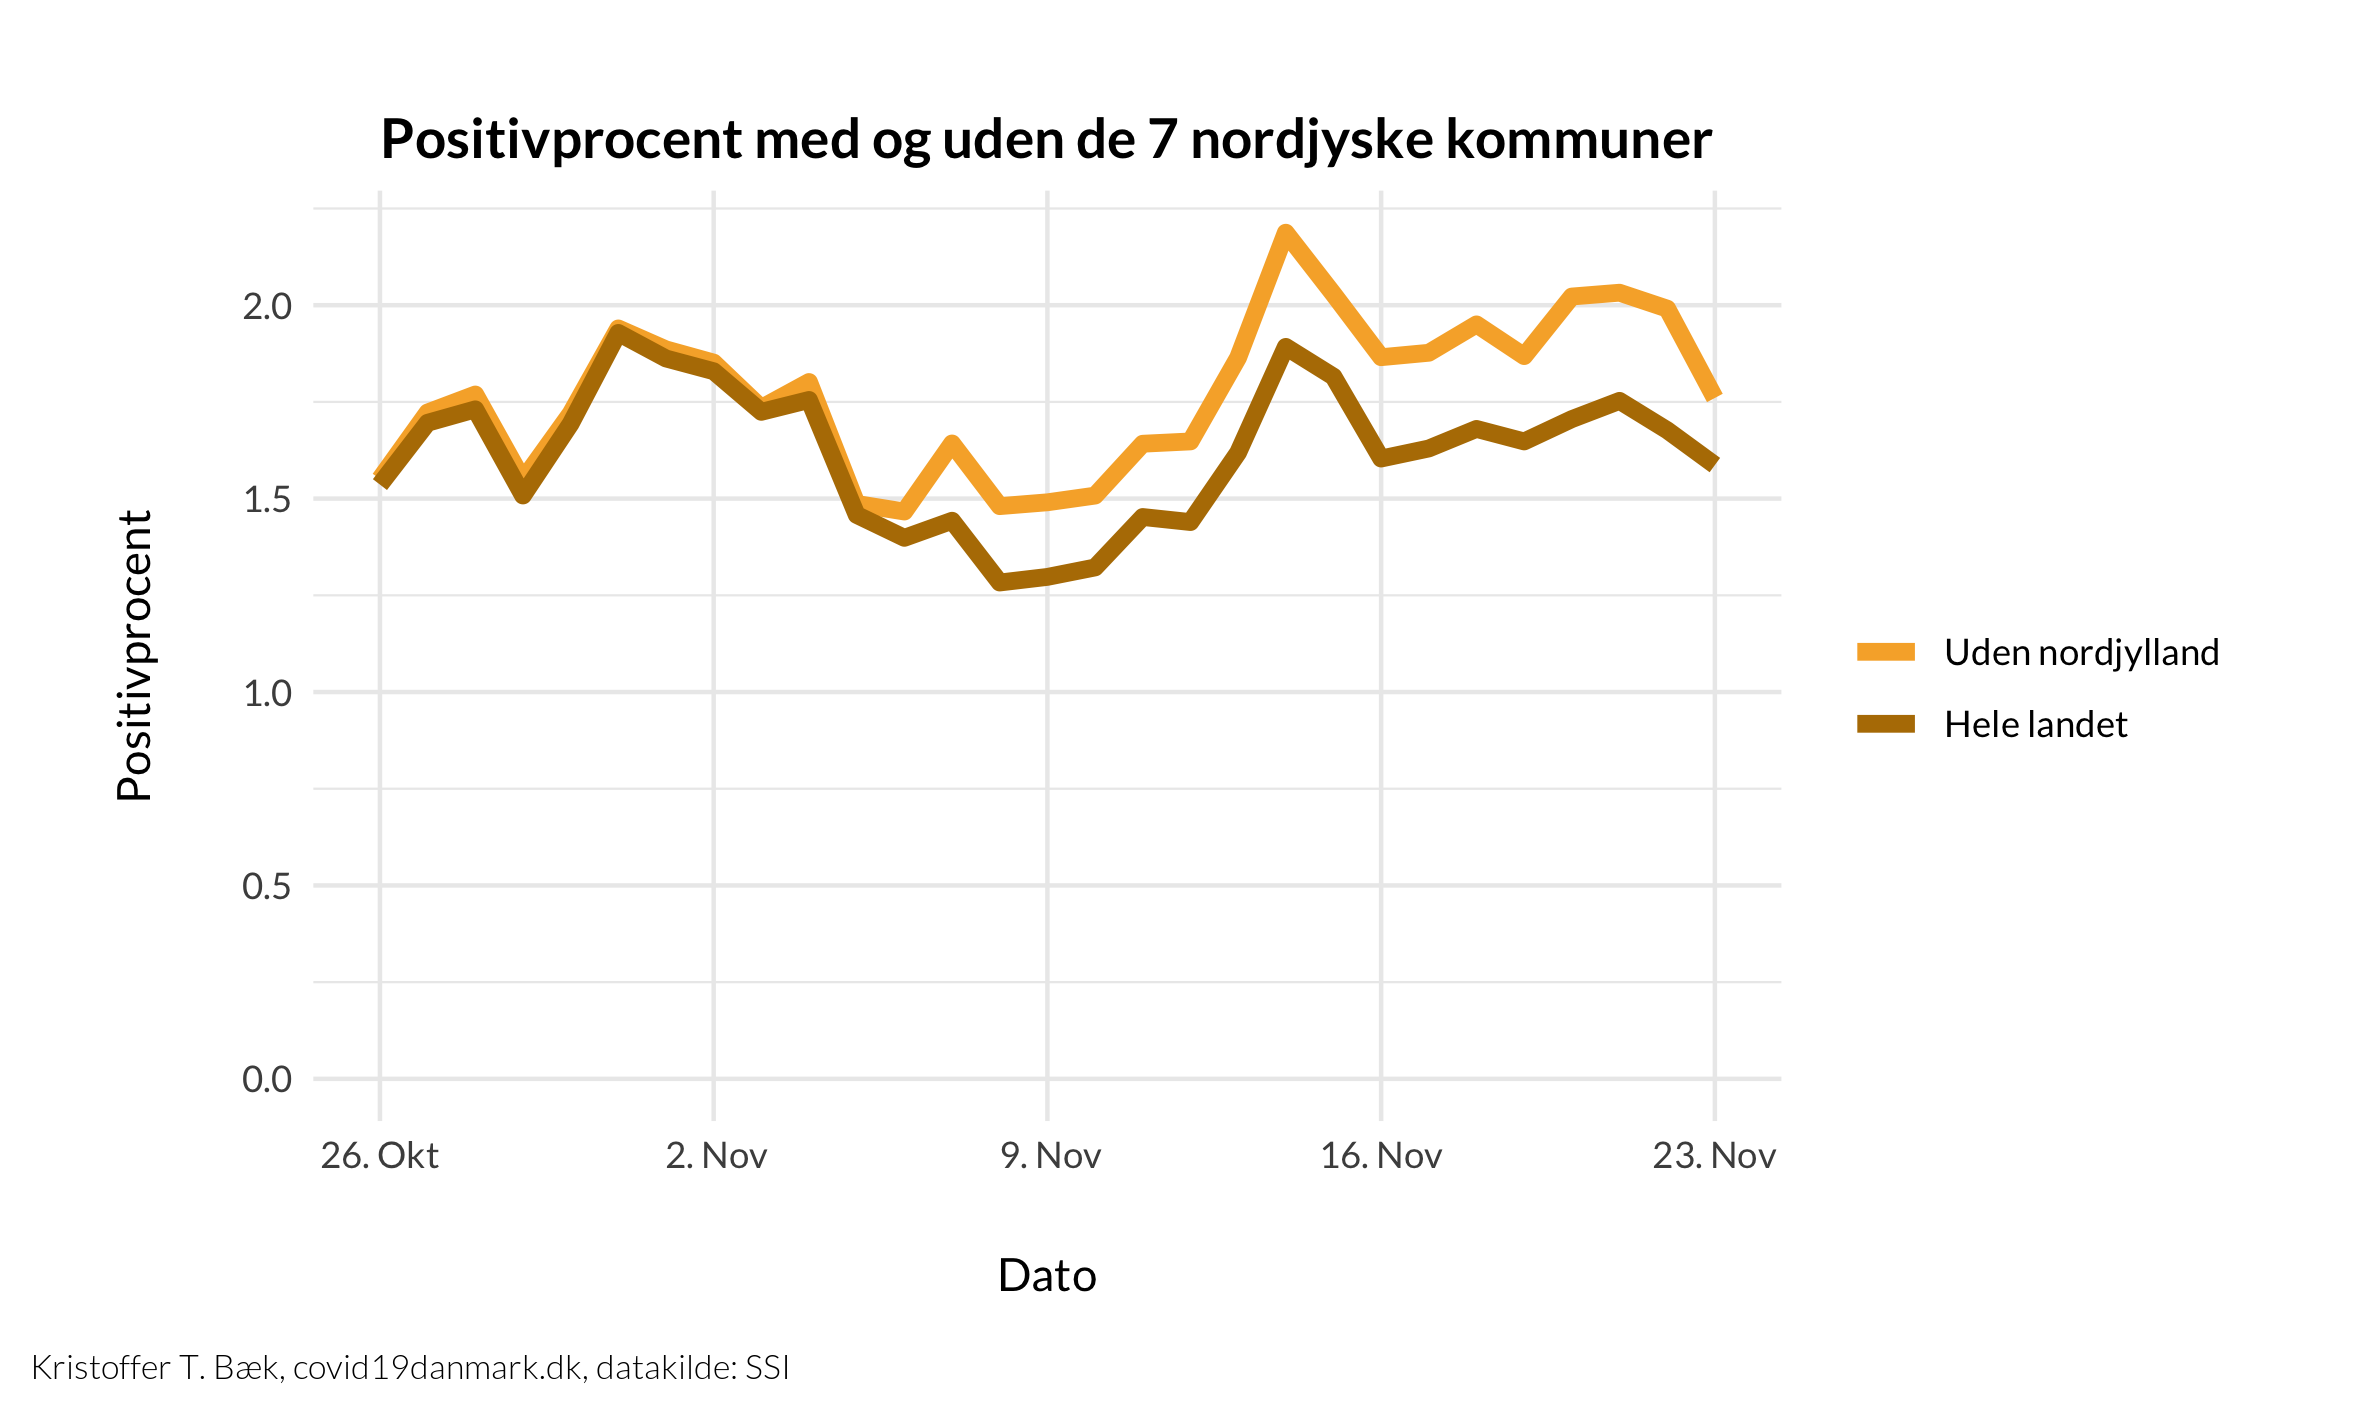 Positivprocent med og uden de 7 nordjyske kommuner
Positivprocent
2.0
1.5
1.0
0.5
0.0
26. Okt
2. Nov
9. Nov
16. Nov
23. Nov
Dato
Uden nordjylland
Hele landet
Kristoffer T. Bæk, covid19danmark.dk, datakilde: SSI